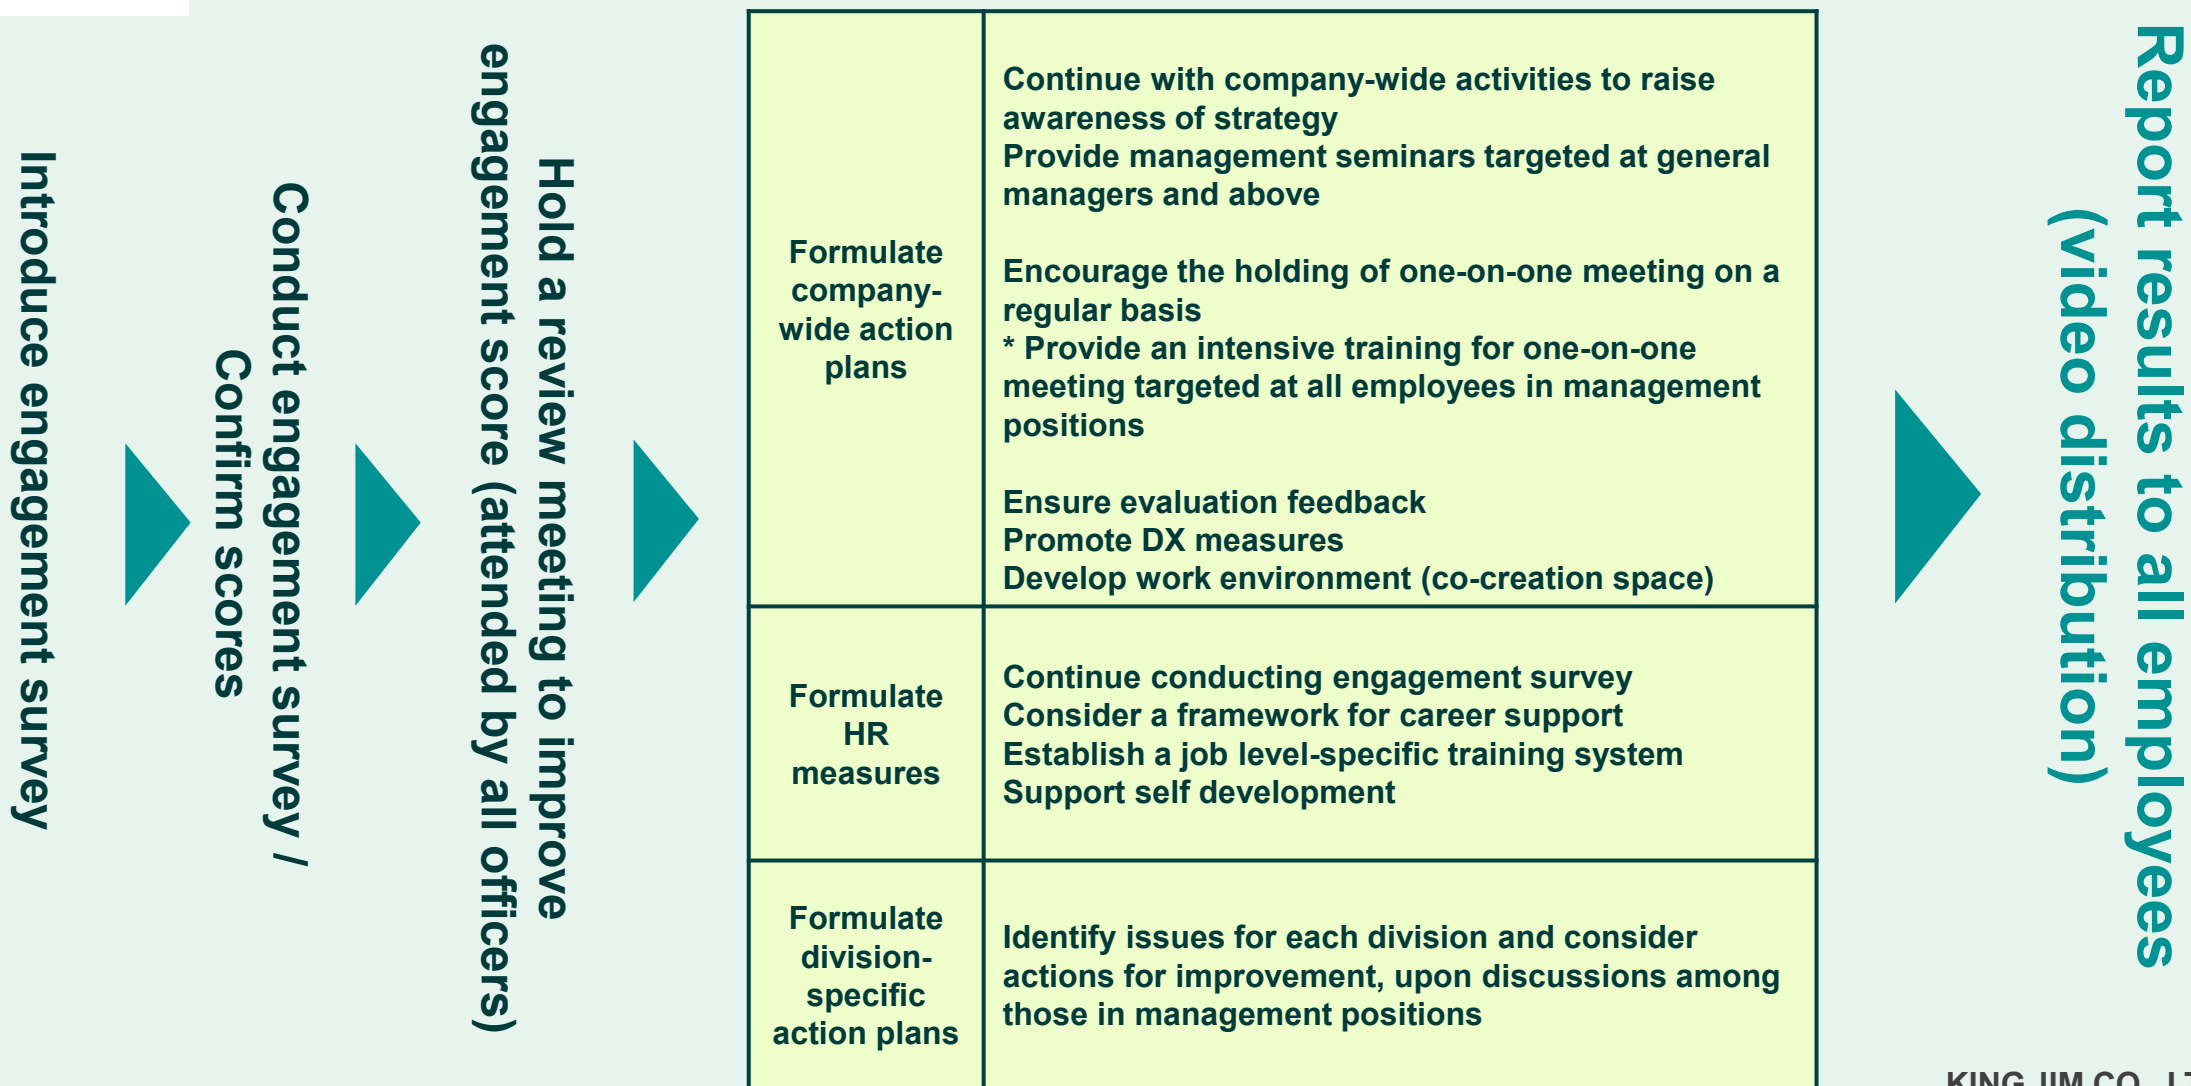 Introduce engagement survey
Conduct engagement survey /
Confirm scores
Hold a review meeting to improve
engagement score (attended by all officers)
Formulate
company-
wide action
plans
Continue with company-wide activities to raise
awareness of strategy
Provide management seminars targeted at general
managers and above
Encourage the holding of one-on-one meeting on a
regular basis
* Provide an intensive training for one-on-one
meeting targeted at all employees in management
positions
Ensure evaluation feedback
Promote DX measures
Develop work environment (co-creation space)
Formulate
HR
measures
Continue conducting engagement survey
Consider a framework for career support
Establish a job level-specific training system
Support self development
Formulate
division-
specific
action plans
Identify issues for each division and consider
actions for improvement, upon discussions among
those in management positions
Report results to all employees
(video distribution)
KING JIM CO., LT